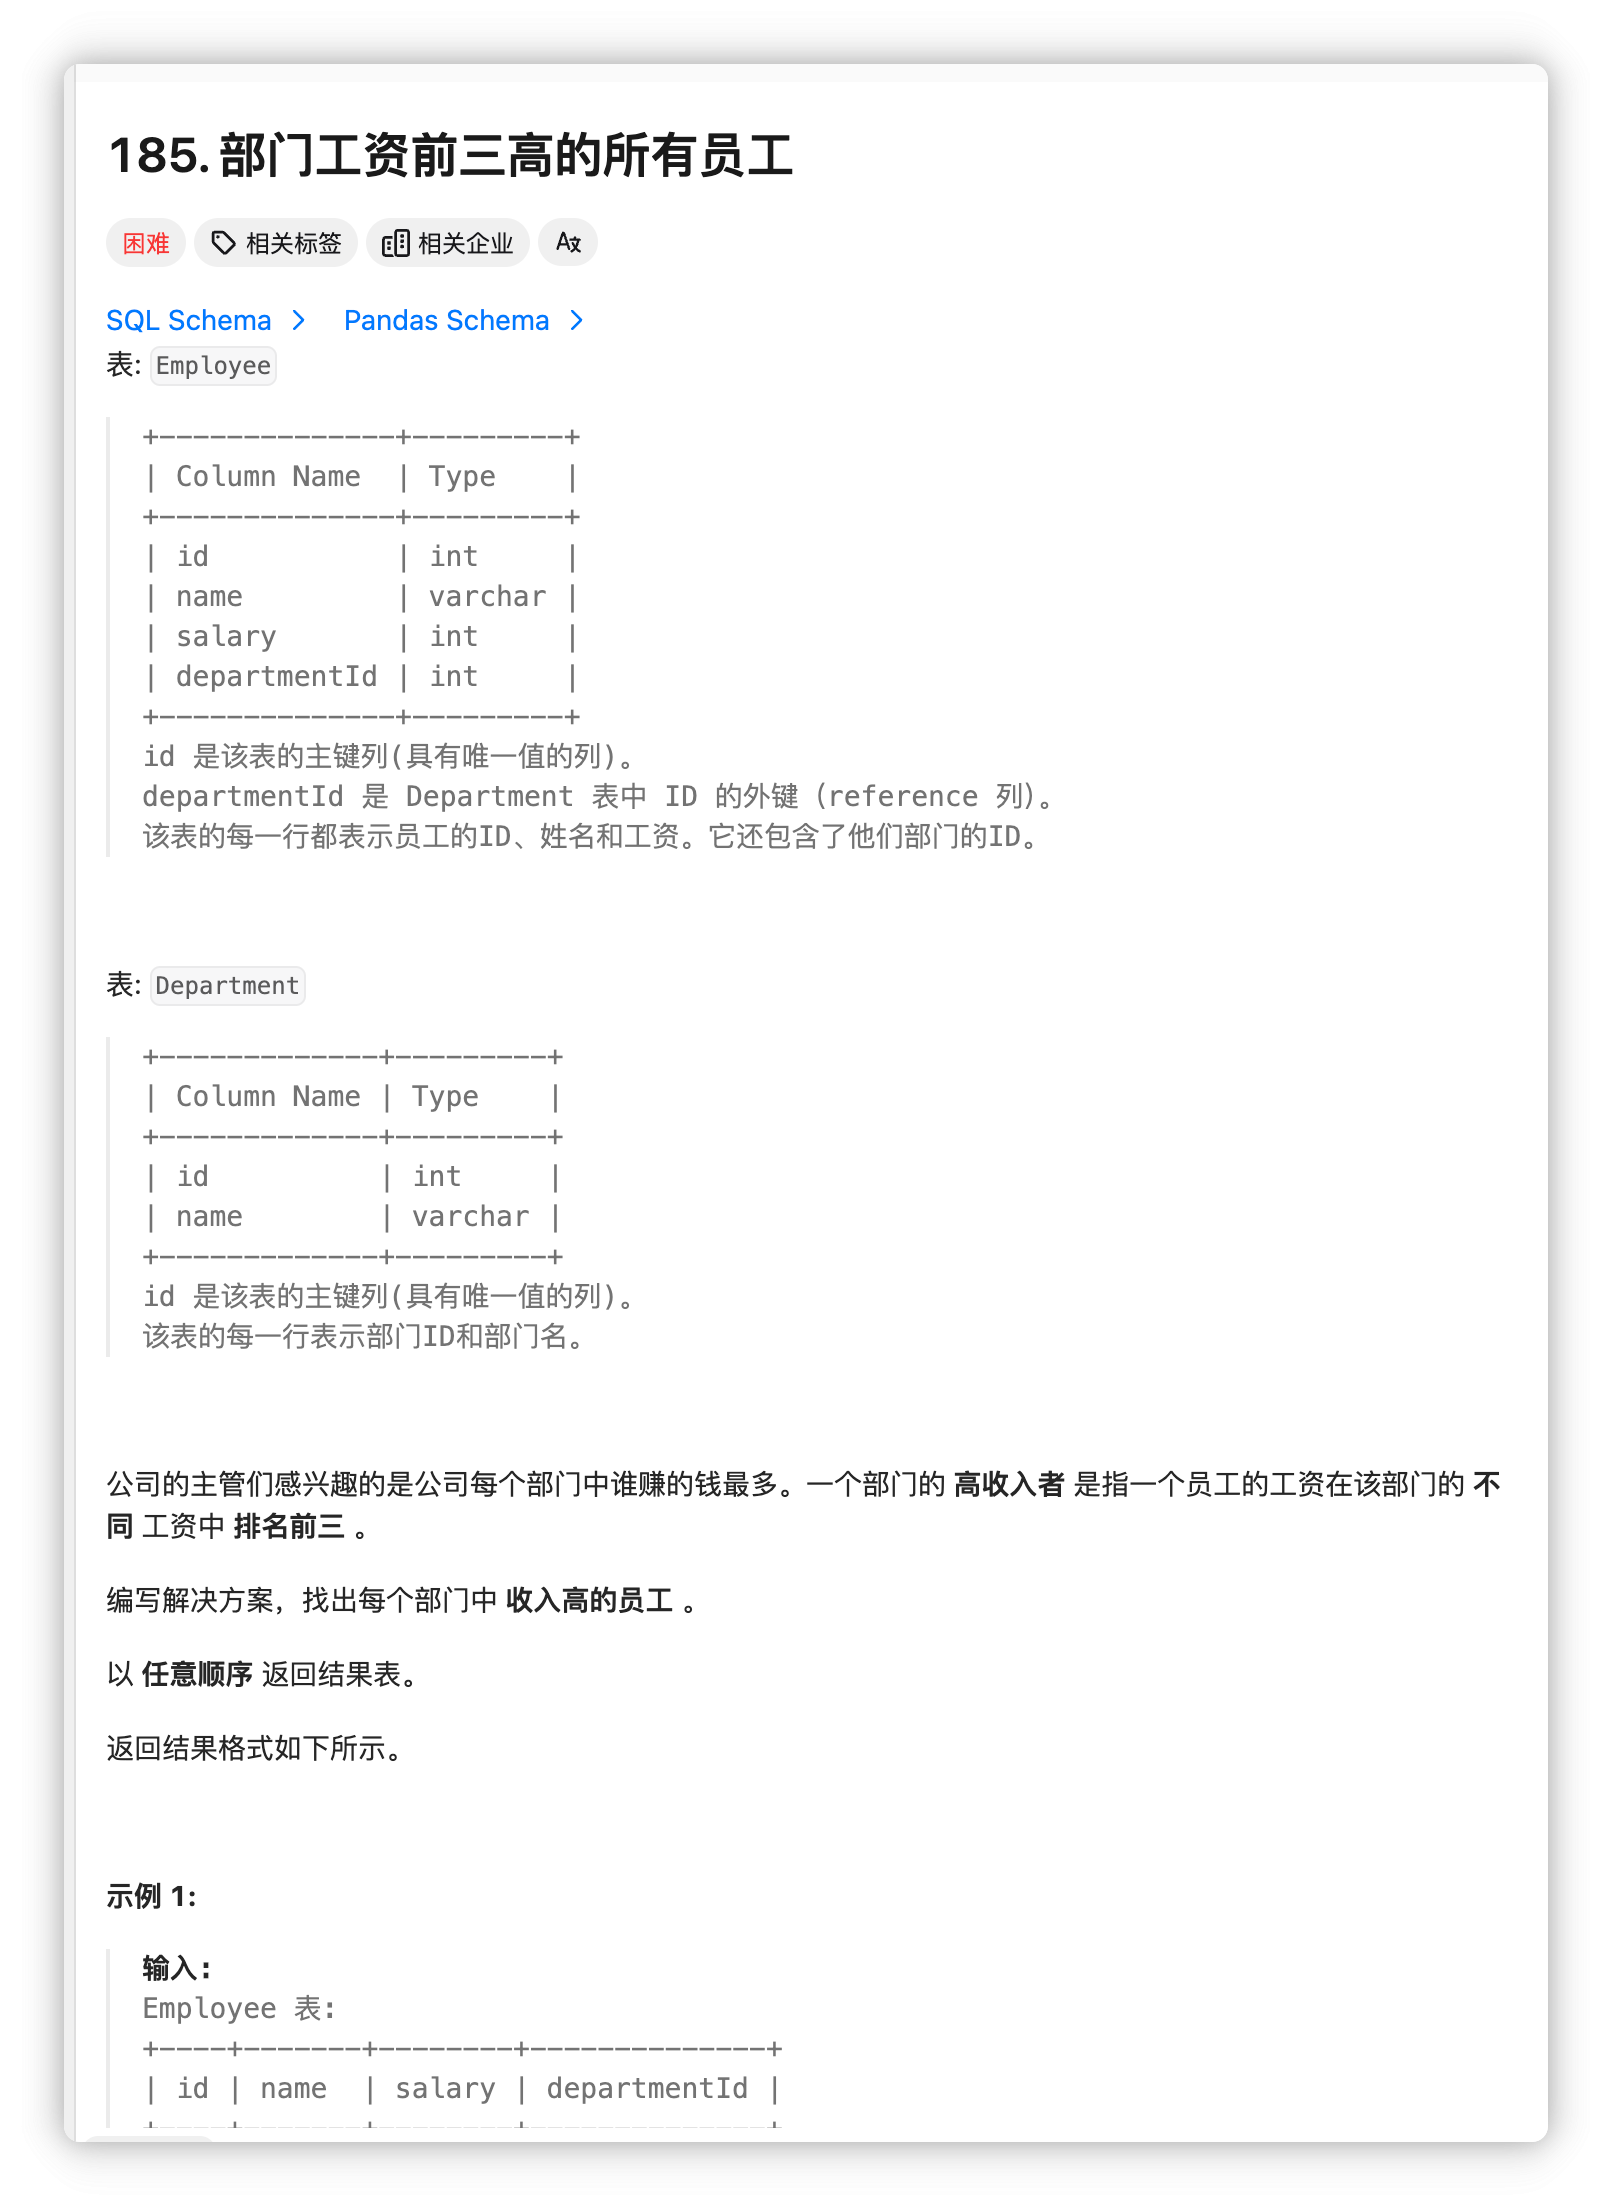 185. 部门工资前三高的所有员工
困难 相关标签 相关企业
SQL Schema > Pandas Schema >
表: Employee
+--------------+---------+
| Column Name  | Type    |
+--------------+---------+
| id           | int     |
| name         | varchar |
| salary       | int     |
| departmentId | int     |
+--------------+---------+
id 是该表的主键列(具有唯一值的列)。
departmentId 是 Department 表中 ID 的外键（reference 列）。
该表的每一行都表示员工的ID、姓名和工资。它还包含了他们部门的ID。
表: Department
+-------------+---------+
| Column Name | Type    |
+-------------+---------+
| id          | int     |
| name        | varchar |
+-------------+---------+
id 是该表的主键列(具有唯一值的列)。
该表的每一行表示部门ID和部门名。
公司的主管们感兴趣的是公司每个部门中谁赚的钱最多。一个部门的 高收入者 是指一个员工的工资在该部门的 不
同 工资中 排名前三 。
编写解决方案，找出每个部门中 收入高的员工 。
以 任意顺序 返回结果表。
返回结果格式如下所示。
示例 1:
输入:
Employee 表:
+----+-------+--------+--------------+
| id | name  | salary | departmentId |
+----+-------+--------+--------------+